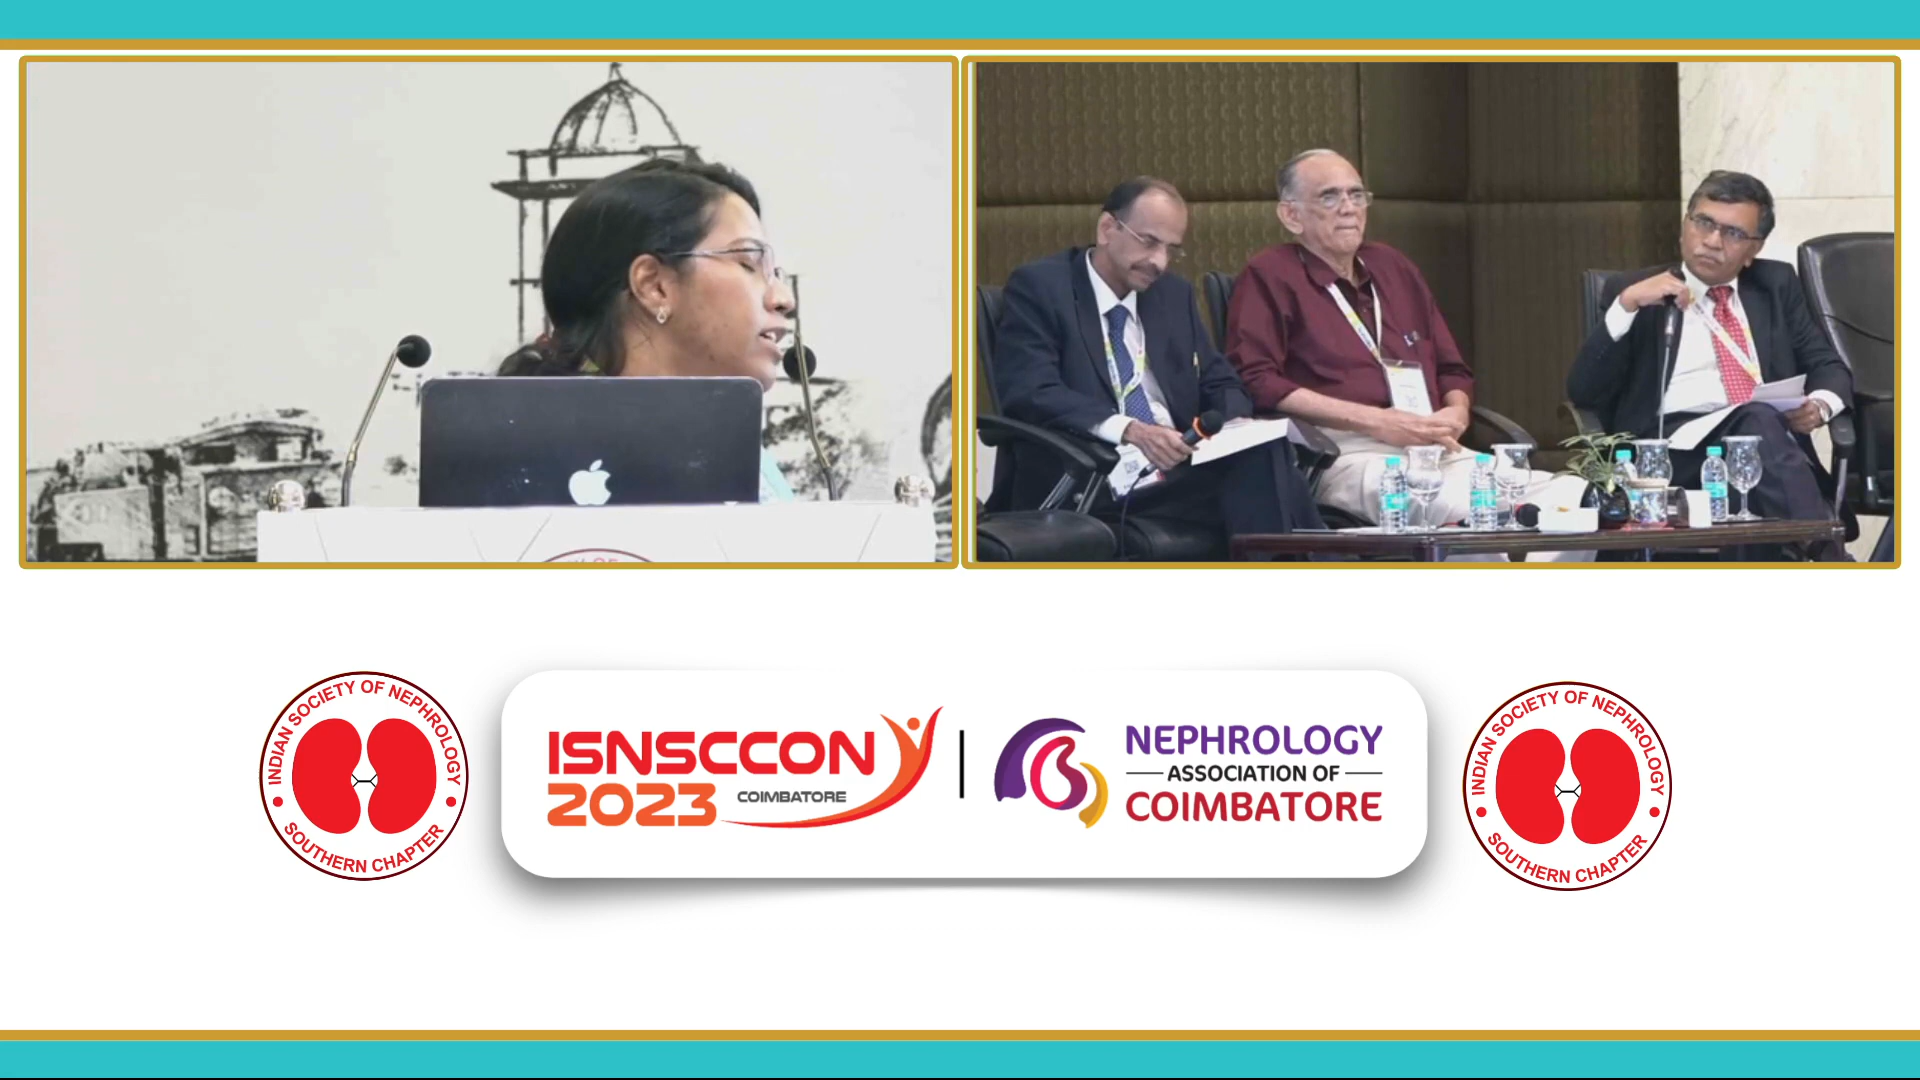 INDIAN SOCIETY OF NEPHROLOGY
SOUTHERN CHAPTER
ISNSCCON
2023 COIMBATORE
NEPHROLOGY
ASSOCIATION OF
COIMBATORE
INDIAN SOCIETY OF NEPHROLOGY
SOUTHERN CHAPTER